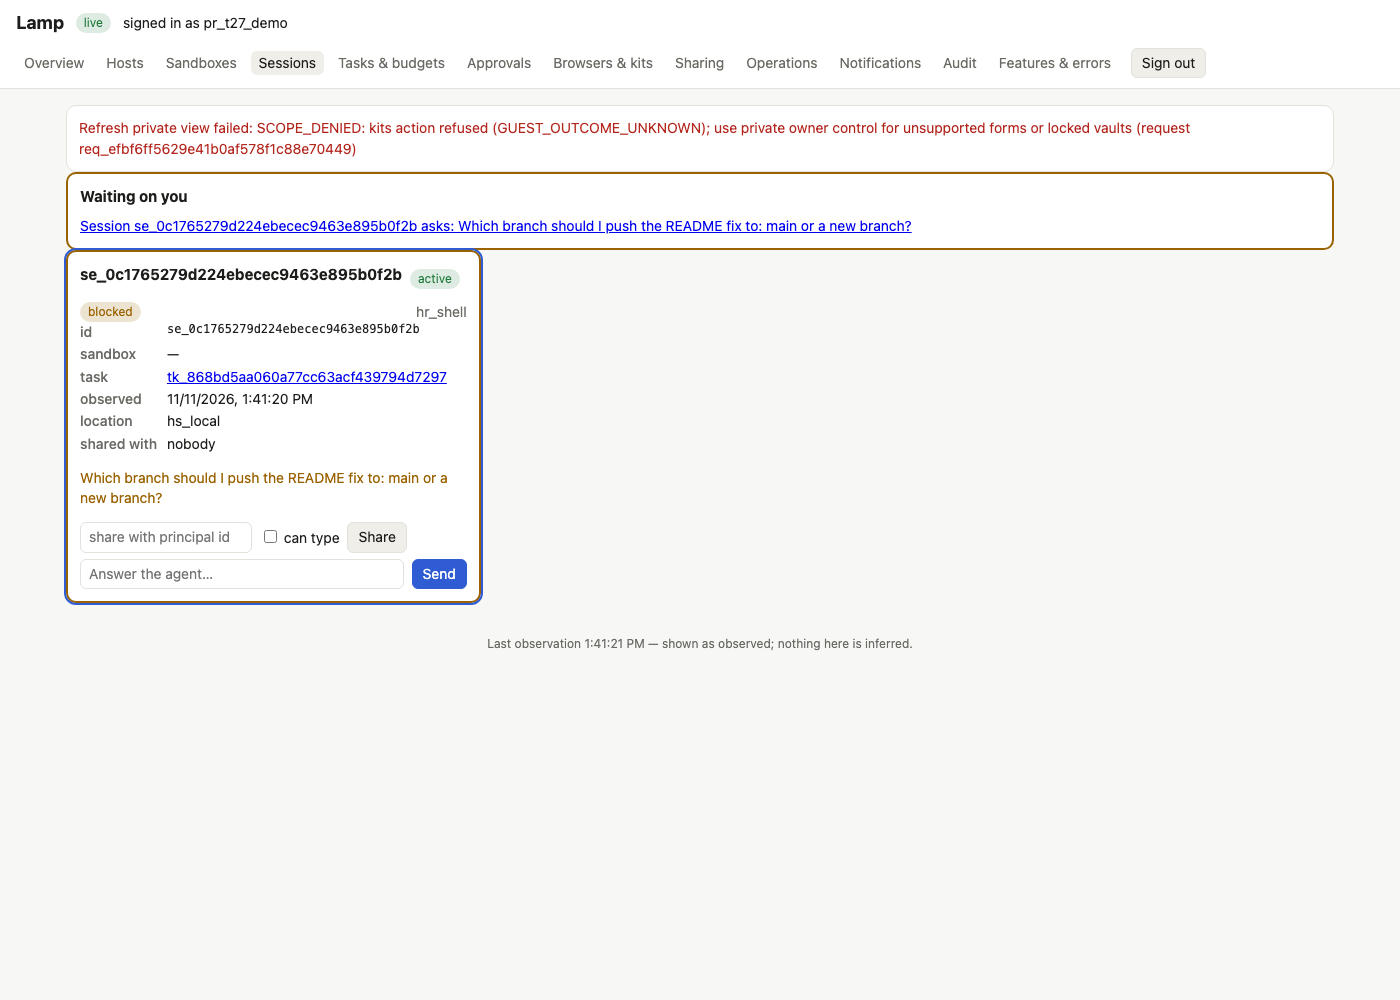 Lamp live signed in as pr_t27_demo
Overview Hosts Sandboxes Sessions Tasks & budgets Approvals Browsers & kits Sharing Operations Notifications Audit Features & errors Sign out
Refresh private view failed: SCOPE_DENIED: kits action refused (GUEST_OUTCOME_UNKNOWN); use private owner control for unsupported forms or locked vaults (request
req_efbf6ff5629e41b0af578f1c88e70449)
Waiting on you
Session se_0c1765279d224ebecec9463e895b0f2b asks: Which branch should I push the README fix to: main or a new branch?
se_0c1765279d224ebecec9463e895b0f2b active
blocked hr_shell
id se_0c1765279d224ebecec9463e895b0f2b
sandbox —
task tk_868bd5aa060a77cc63acf439794d7297
observed 11/11/2026, 1:41:20 PM
location hs_local
shared with nobody
Which branch should I push the README fix to: main or a
new branch?
share with principal id can type Share
Answer the agent... Send
Last observation 1:41:21 PM — shown as observed; nothing here is inferred.